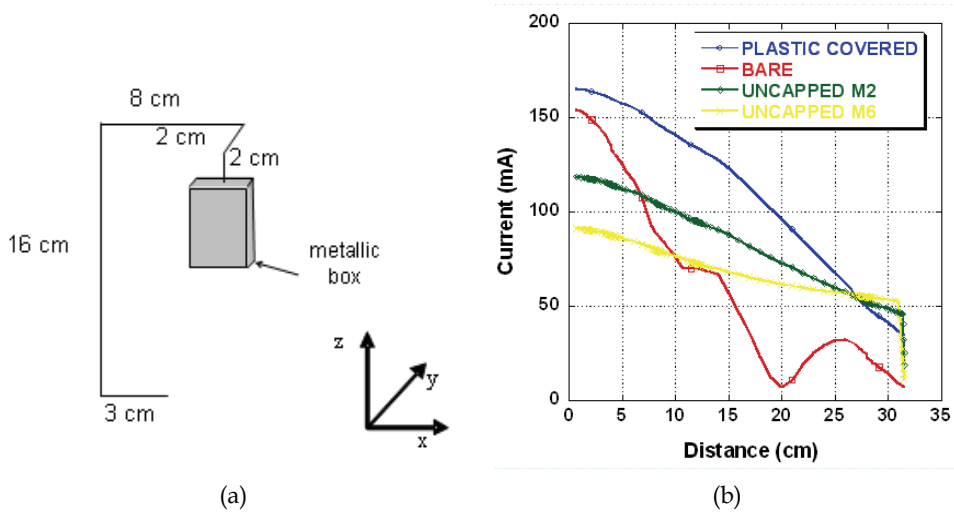 8 cm
2 cm
2 cm
16 cm
metallic
box
3 cm
z
y
x
(a)
200
150
100
50
0
Current (mA)
PLASTIC COVERED
BARE
UNCAPPED M2
UNCAPPED M6
0 5 10 15 20 25 30 35
Distance (cm)
(b)